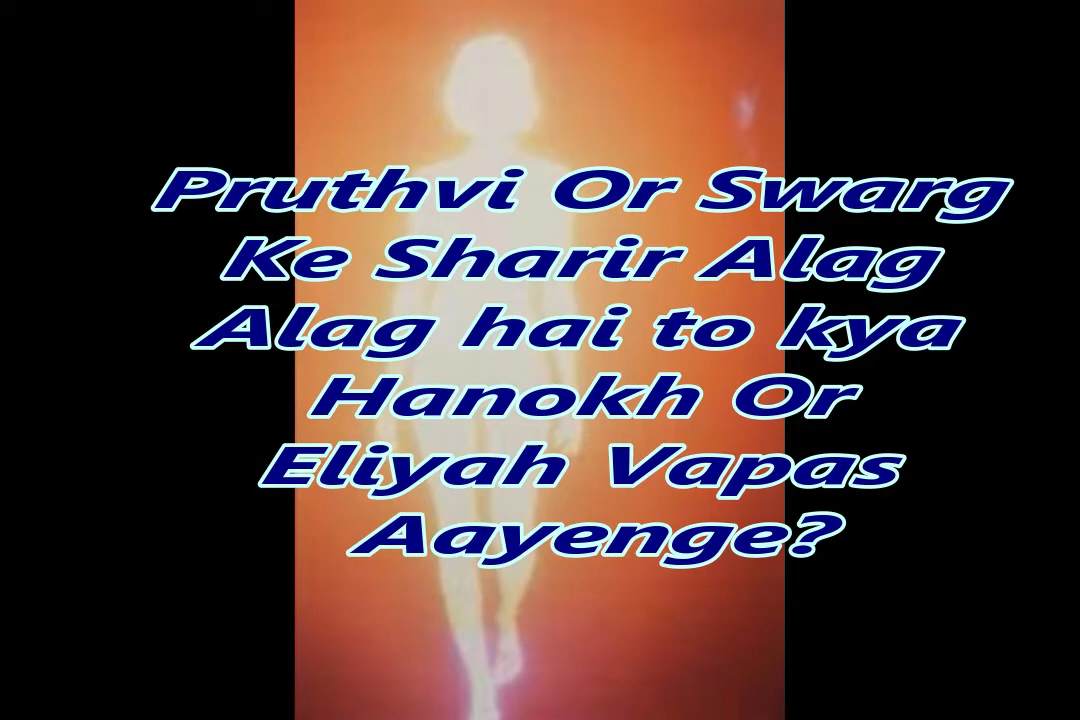 Pruthvi Or Swarg
Ke Sharir Alag
Alag hai to kya
Hanokh Or
Eliyah Vapas
Aayenge?